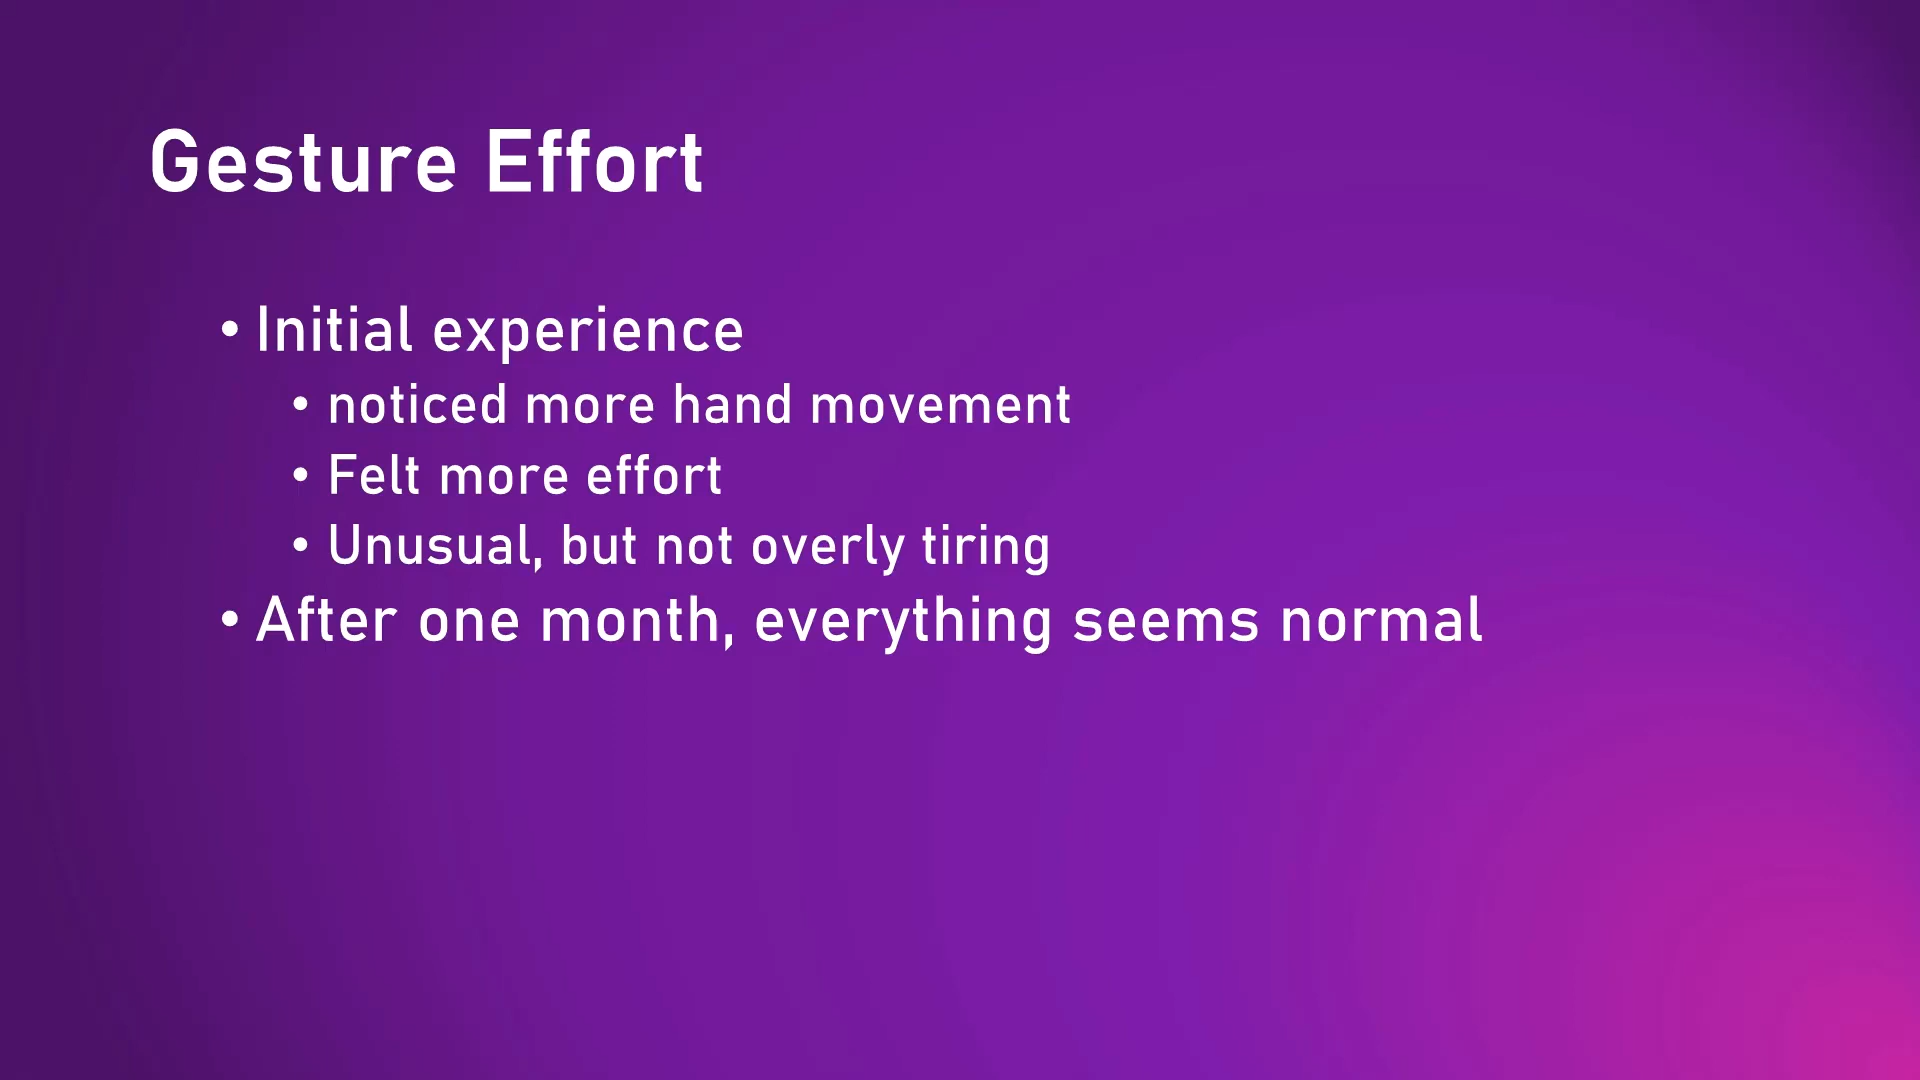 Gesture Effort
• Initial experience
• noticed more hand movement
• Felt more effort
• Unusual, but not overly tiring
• After one month, everything seems normal